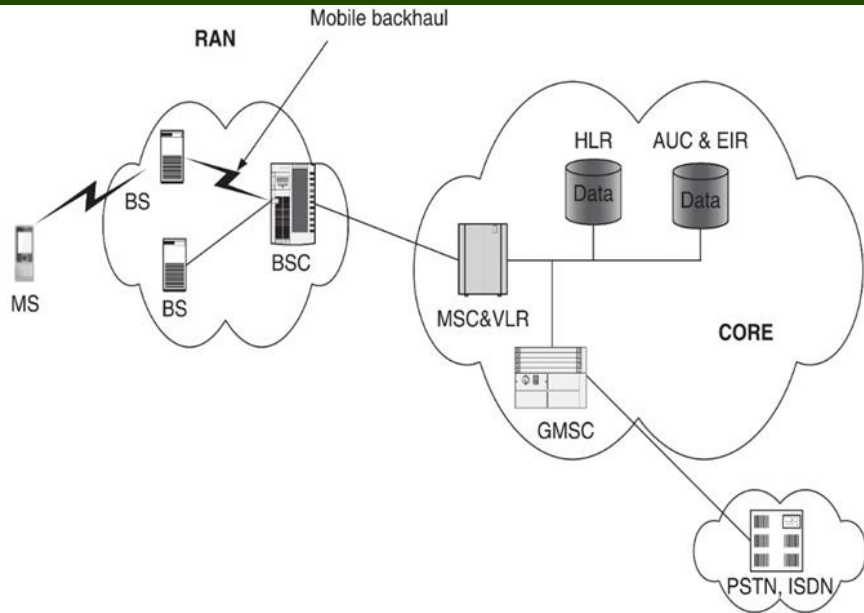 Mobile backhaul
RAN
HLR
AUC & EIR
Data
Data
BS
BSC
MS
BS
MSC&VLR
CORE
GMSC
PSTN, ISDN